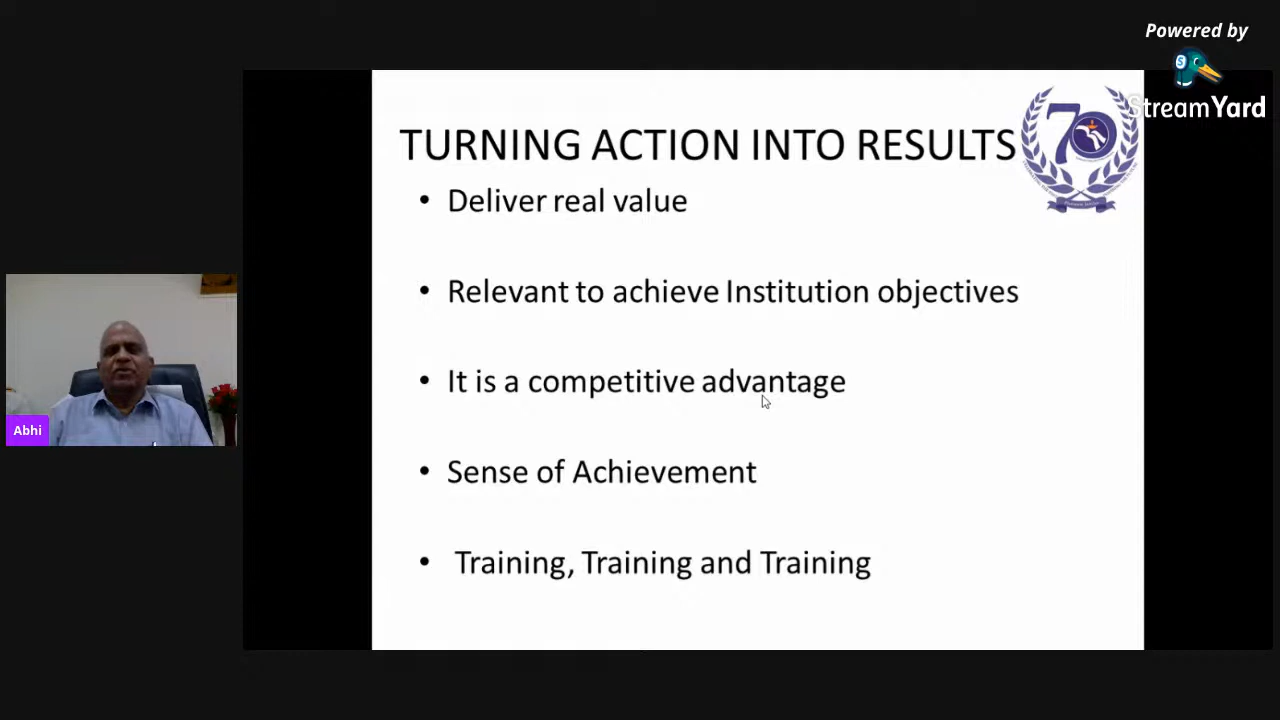 Powered by
StreamYard
TURNING ACTION INTO RESULTS
70
• Deliver real value
• Relevant to achieve Institution objectives
• It is a competitive advantage
Abhi
• Sense of Achievement
• Training, Training and Training